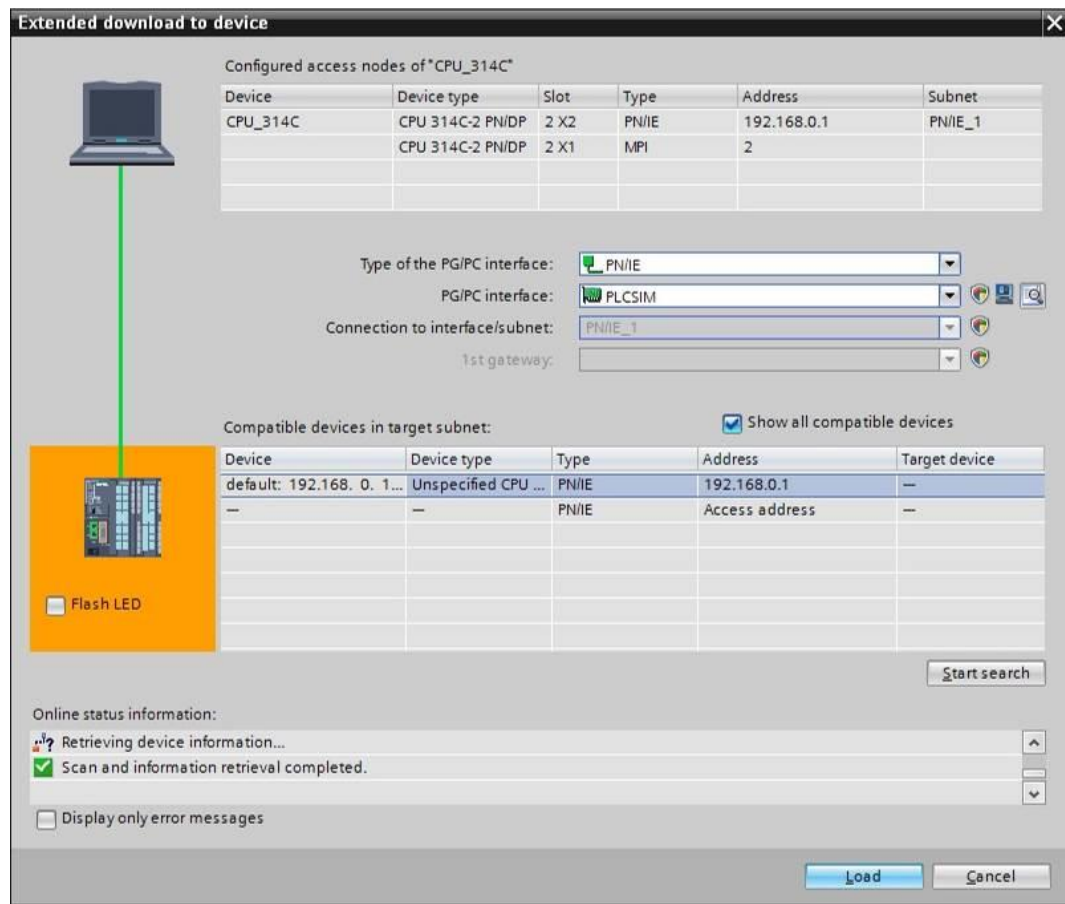 Extended download to device
Configured access nodes of "CPU_314C"
Device Device type Slot Type Address Subnet
CPU_314C CPU 314C-2 PN/DP 2 X2 PN/IE 192.168.0.1 PN/IE_1
CPU 314C-2 PN/DP 2 X1 MPI 2
Type of the PG/PC interface: PN/IE
PG/PC interface: PLCSIM
Connection to interface/subnet: PN/IE_1
1st gateway:
Compatible devices in target subnet: Show all compatible devices
Device Device type Type Address Target device
default: 192.168. 0. 1... Unspecified CPU ... PN/IE 192.168.0.1 —
— — PN/IE Access address —
Flash LED
Start search
Online status information:
Retrieving device information...
Scan and information retrieval completed.
Display only error messages
Load Cancel